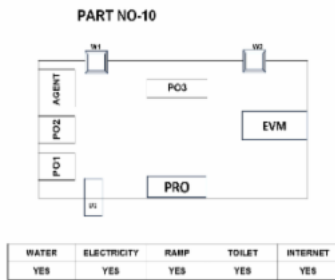 PART NO-10
W1
W2
AGENT
PO3
PO2
EVM
PO1
PRO
WATER ELECTRICITY RAMP TOILET INTERNET
YES YES YES YES YES